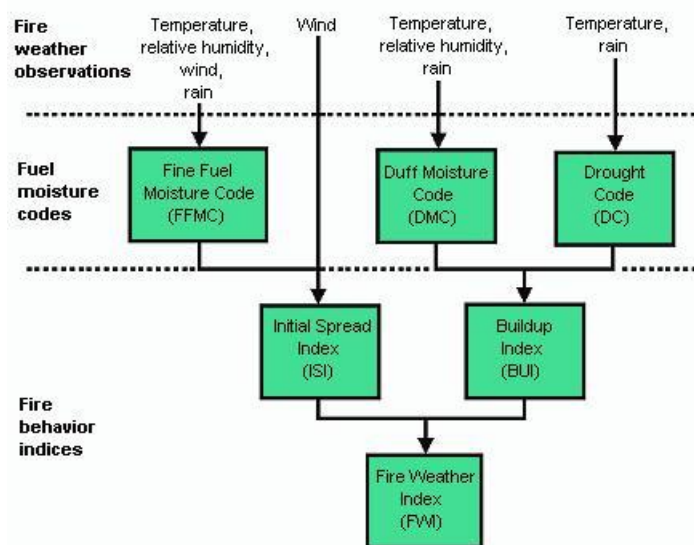 Fire
weather
observations
Temperature,
relative humidity,
wind,
rain
Wind
Temperature,
relative humidity,
rain
Temperature,
rain
Fuel
moisture
codes
Fine Fuel
Moisture Code
(FFMC)
Duff Moisture
Code
(DMC)
Drought
Code
(DC)
Fire
behavior
indices
Initial Spread
Index
(ISI)
Buildup
Index
(BUI)
Fire Weather
Index
(FWI)